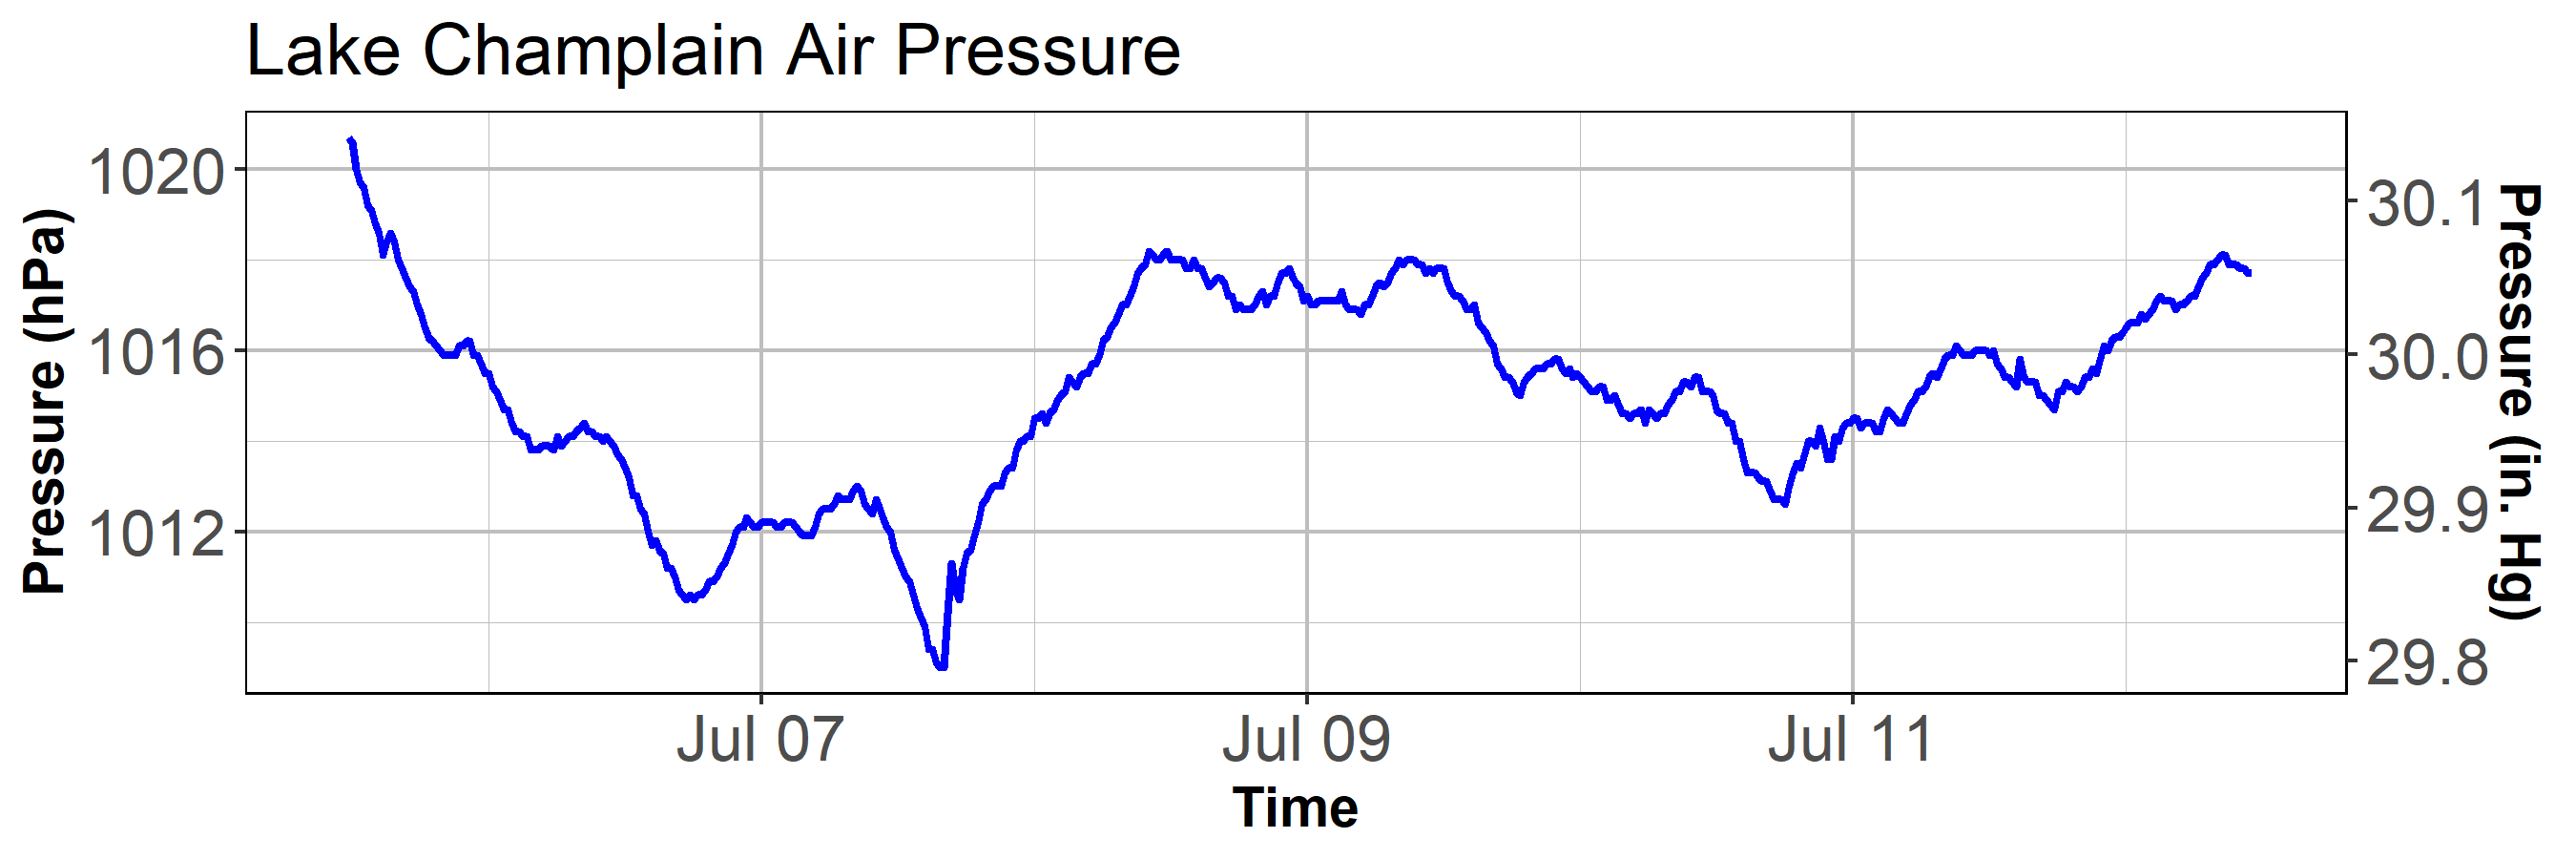 Lake Champlain Air Pressure
Pressure (hPa)
1020
1016
1012
30.1
30.0
29.9
29.8
Pressure (in. Hg)
Jul 07
Jul 09
Jul 11
Time